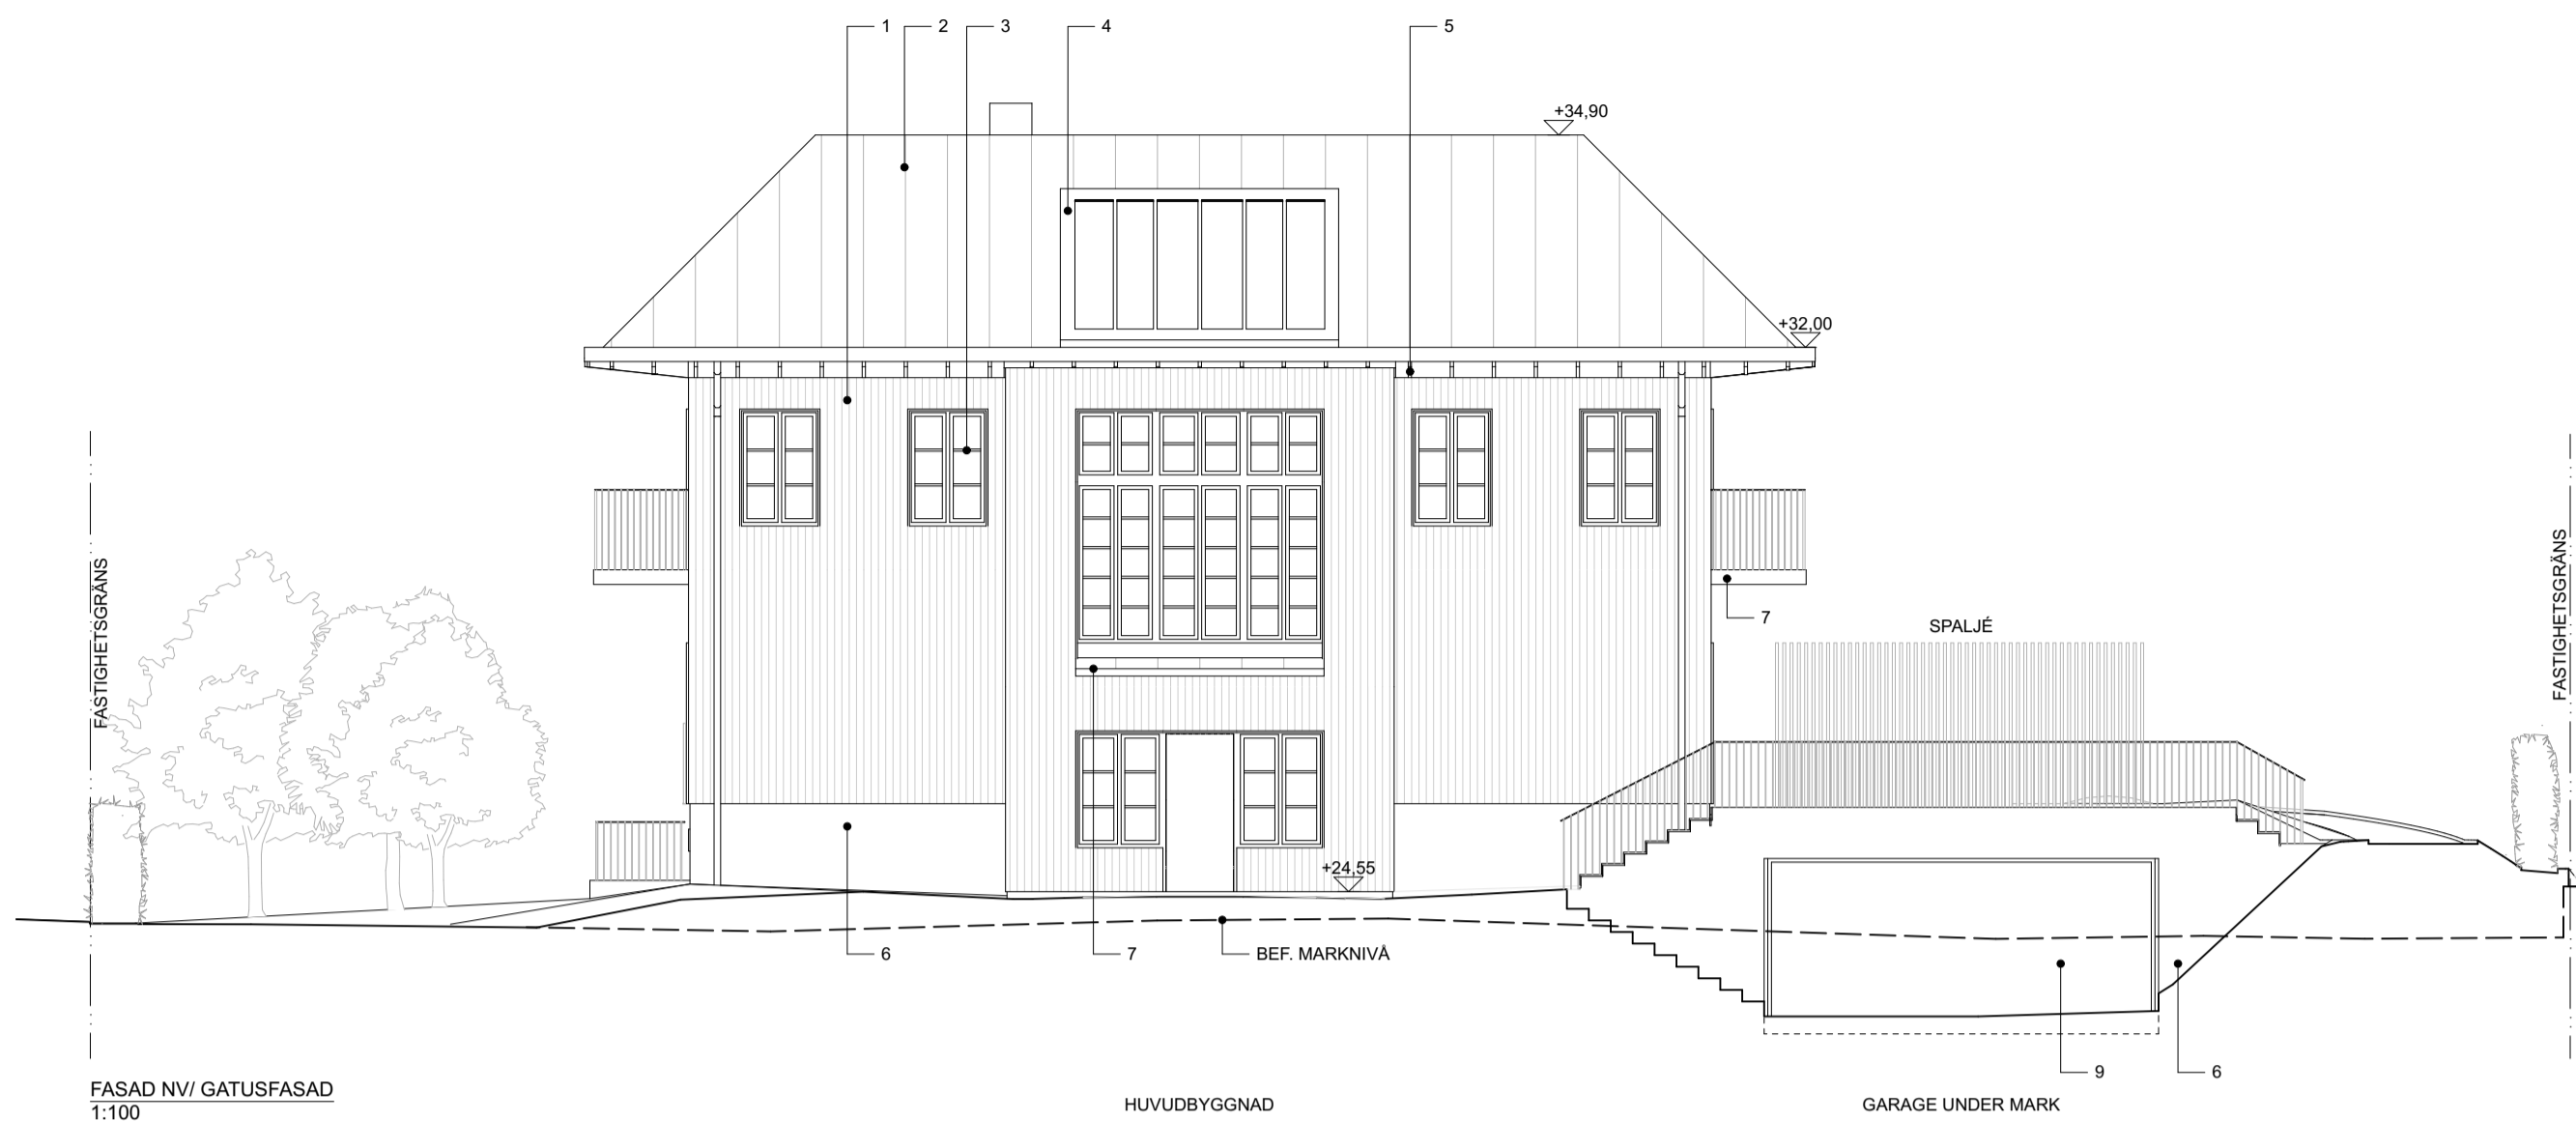 1
2
3
4
5
+34,90
+32,00
FASTIGHETSGRÄNS
FASTIGHETSGRÄNS
7
SPALJÉ
+24,55
6
7
BEF. MARKNIVÅ
9
6
FASAD NV/ GATUSFASAD
1:100
HUVUDBYGGNAD
GARAGE UNDER MARK